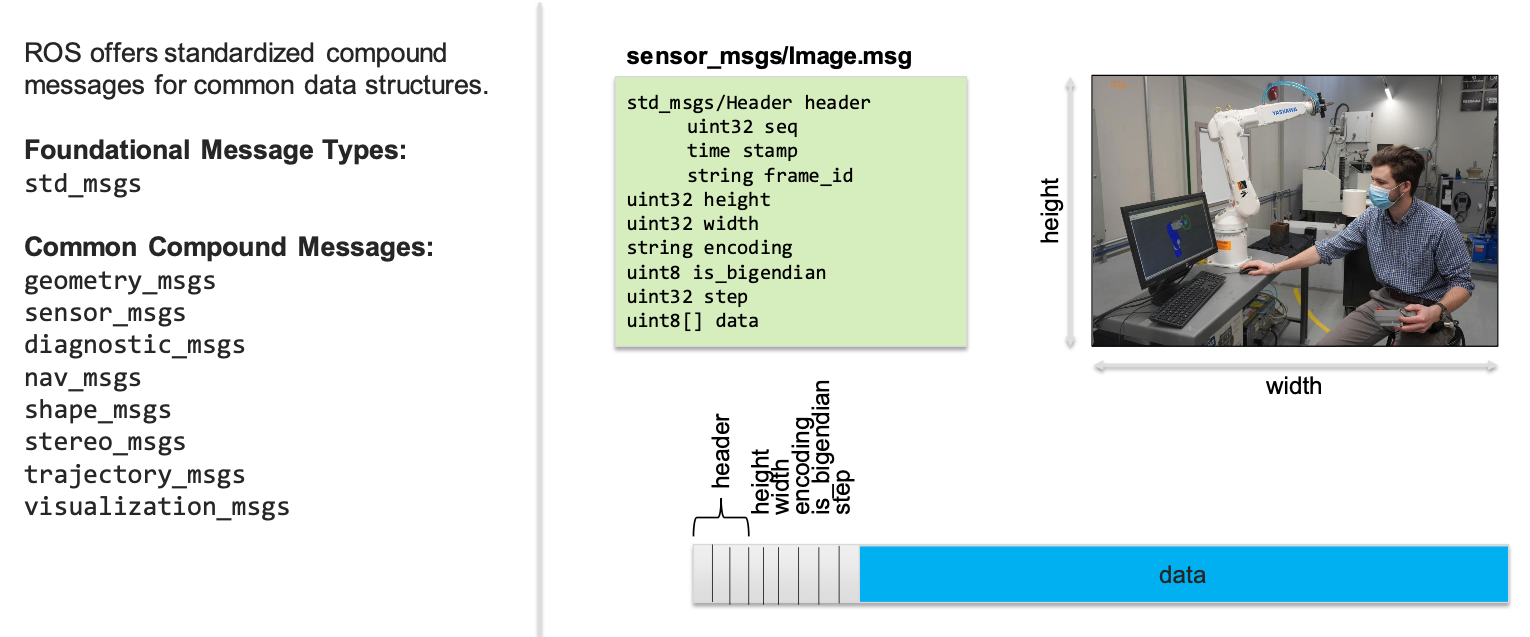 ROS offers standardized compound
messages for common data structures.
Foundational Message Types:
std_msgs
Common Compound Messages:
geometry_msgs
sensor_msgs
diagnostic_msgs
nav_msgs
shape_msgs
stereo_msgs
trajectory_msgs
visualization_msgs
sensor_msgs/Image.msg
std_msgs/Header header
uint32 seq
time stamp
string frame_id
uint32 height
uint32 width
string encoding
uint8 is_bigendian
uint32 step
uint8[] data
height
YASKAWA
width
header
height
width
encoding
is_bigendian
step
data